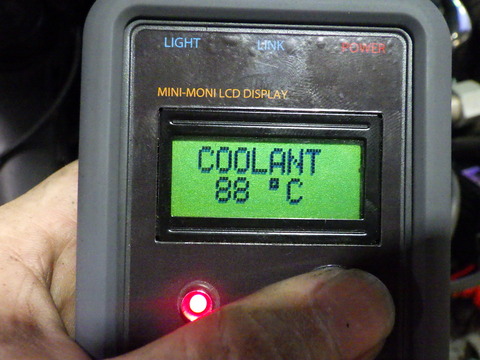 LIGHT LINK POWER
MINI-MONI LCD DISPLAY
COOLANT
88 °C